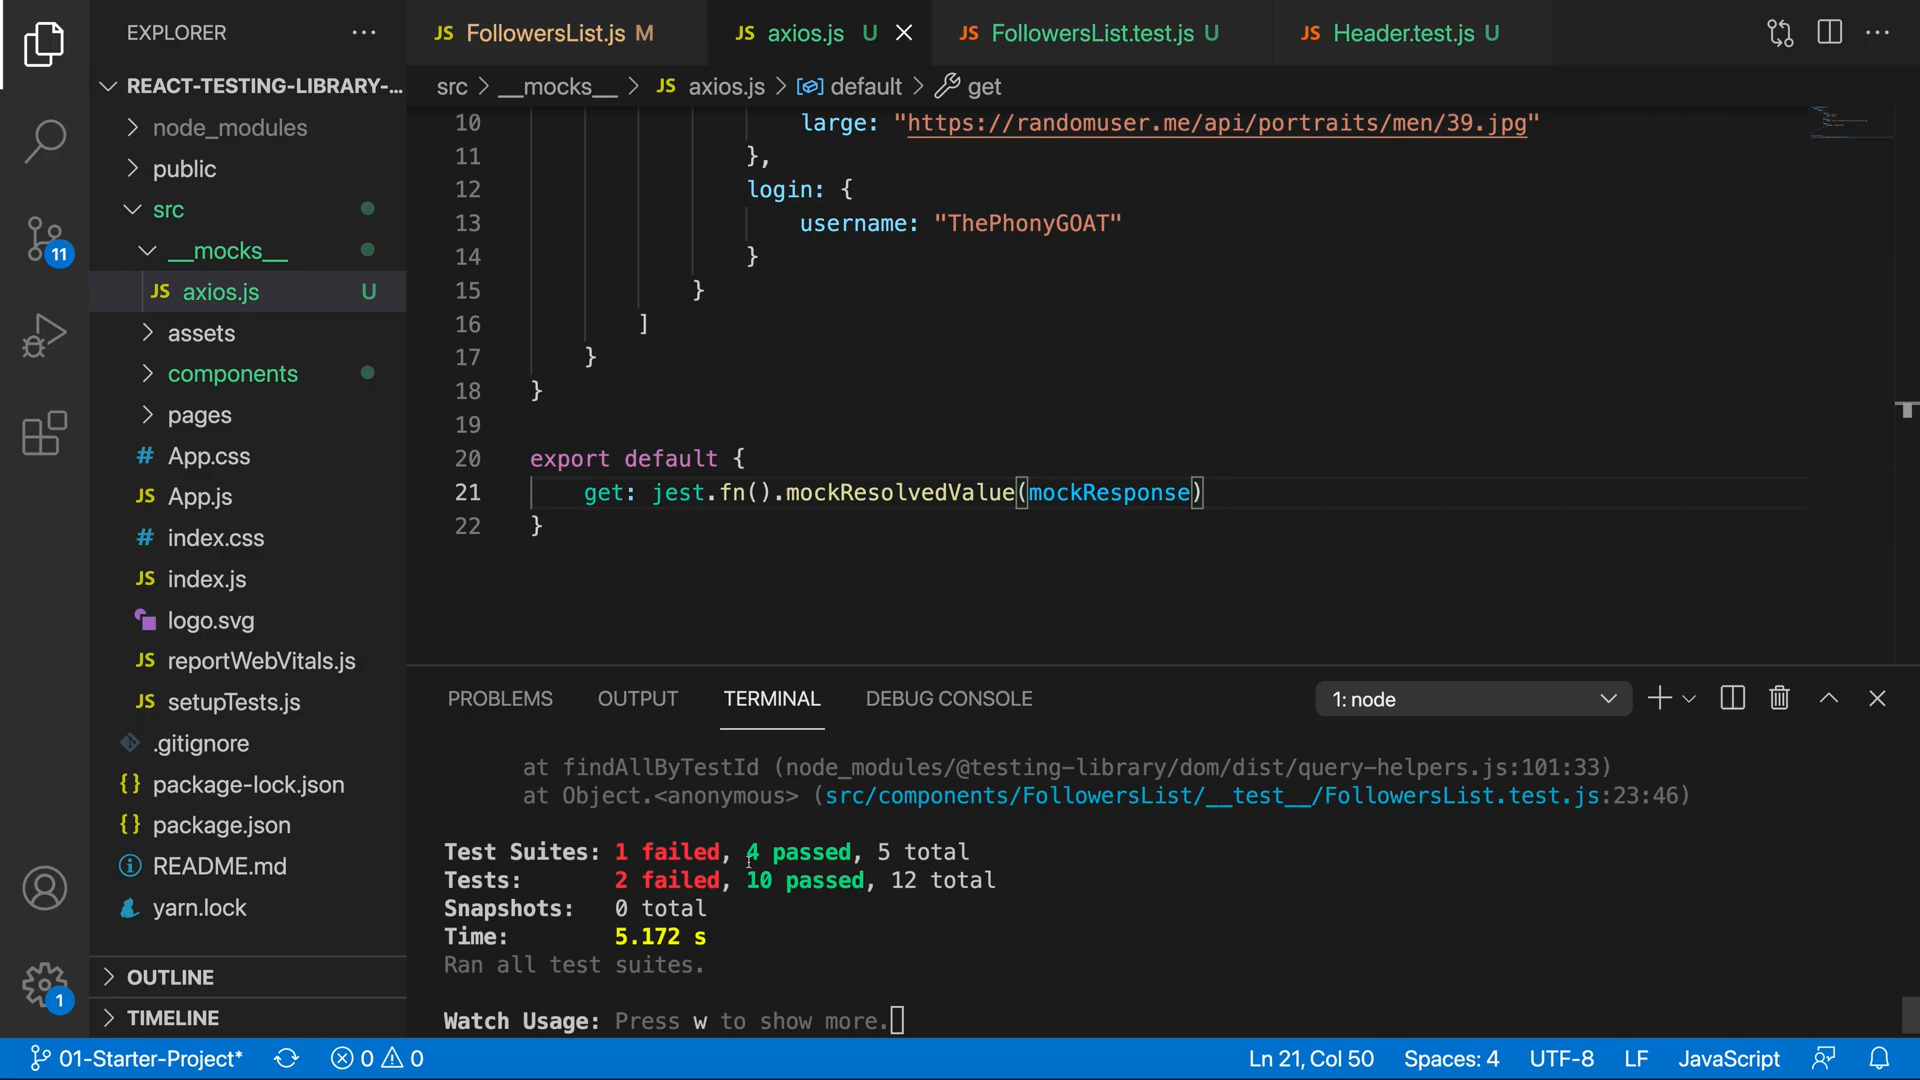 EXPLORER
REACT-TESTING-LIBRARY-...
node_modules
public
src
__mocks__
JS axios.js U
assets
components
pages
# App.css
JS App.js
# index.css
JS index.js
logo.svg
JS reportWebVitals.js
JS setupTests.js
.gitignore
{} package-lock.json
{} package.json
README.md
yarn.lock
OUTLINE
TIMELINE
11
1
JS FollowersList.js M
JS axios.js U
JS FollowersList.test.js U
JS Header.test.js U
src > __mocks__ > JS axios.js > default > get
10 large: "https://randomuser.me/api/portraits/men/39.jpg"
11 },
12 login: {
13 username: "ThePhonyGOAT"
14 }
15 }
16 ]
17 }
18 }
19
20 export default {
21 get: jest.fn().mockResolvedValue(mockResponse)
22 }
PROBLEMS OUTPUT TERMINAL DEBUG CONSOLE 1: node
at findAllByTestId (node_modules/@testing-library/dom/dist/query-helpers.js:101:33)
at Object.<anonymous> (src/components/FollowersList/__test__/FollowersList.test.js:23:46)
Test Suites: 1 failed, 4 passed, 5 total
Tests: 2 failed, 10 passed, 12 total
Snapshots: 0 total
Time: 5.172 s
Ran all test suites.
Watch Usage: Press w to show more.
01-Starter-Project* 0 0 Ln 21, Col 50 Spaces: 4 UTF-8 LF JavaScript